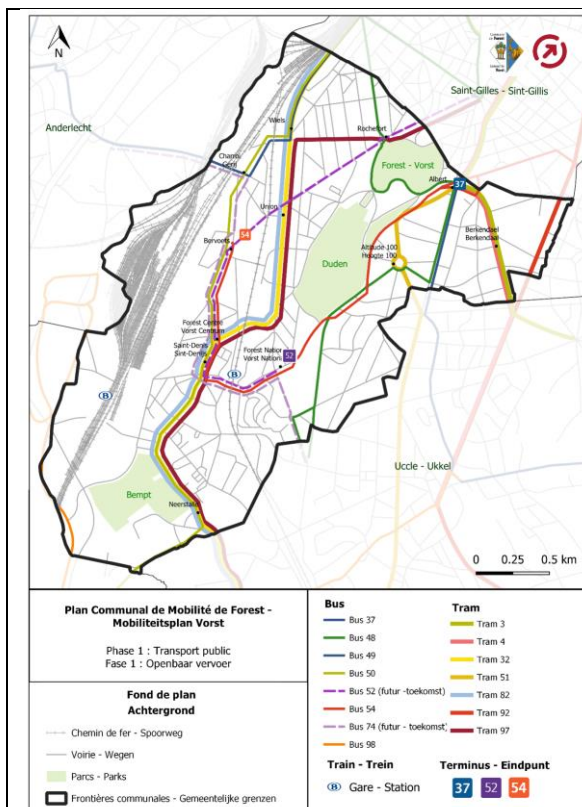 N
Commune
de Forest
Saint-Gilles - Sint-Gillis
Anderlecht
Wiels
Rochefort
Charroi
Forest - Vorst
Albert
37
Union
54
Bervoets
Berkendael
Berkendaal
Altitude 100
Hoogte 100
Duden
Forest Centre
Vorst Centrum
Saint-Denis
Sint-Denijs
Forest National
Vorst Nationaal
52
B
B
Uccle - Ukkel
Bempt
Neerstalle
0 0.25 0.5 km
Plan Communal de Mobilité de Forest -
Mobiliteitsplan Vorst
Phase 1 : Transport public
Fase 1 : Openbaar vervoer
Fond de plan
Achtergrond
Chemin de fer - Spoorweg
Voirie - Wegen
Parcs - Parks
Frontières communales - Gemeentelijke grenzen
Bus
Bus 37
Bus 48
Bus 49
Bus 50
Bus 52 (futur -toekomst)
Bus 54
Bus 74 (futur - toekomst)
Bus 98
Tram
Tram 3
Tram 4
Tram 32
Tram 51
Tram 82
Tram 92
Tram 97
Train - Trein
B Gare - Station
Terminus - Eindpunt
37 52 54